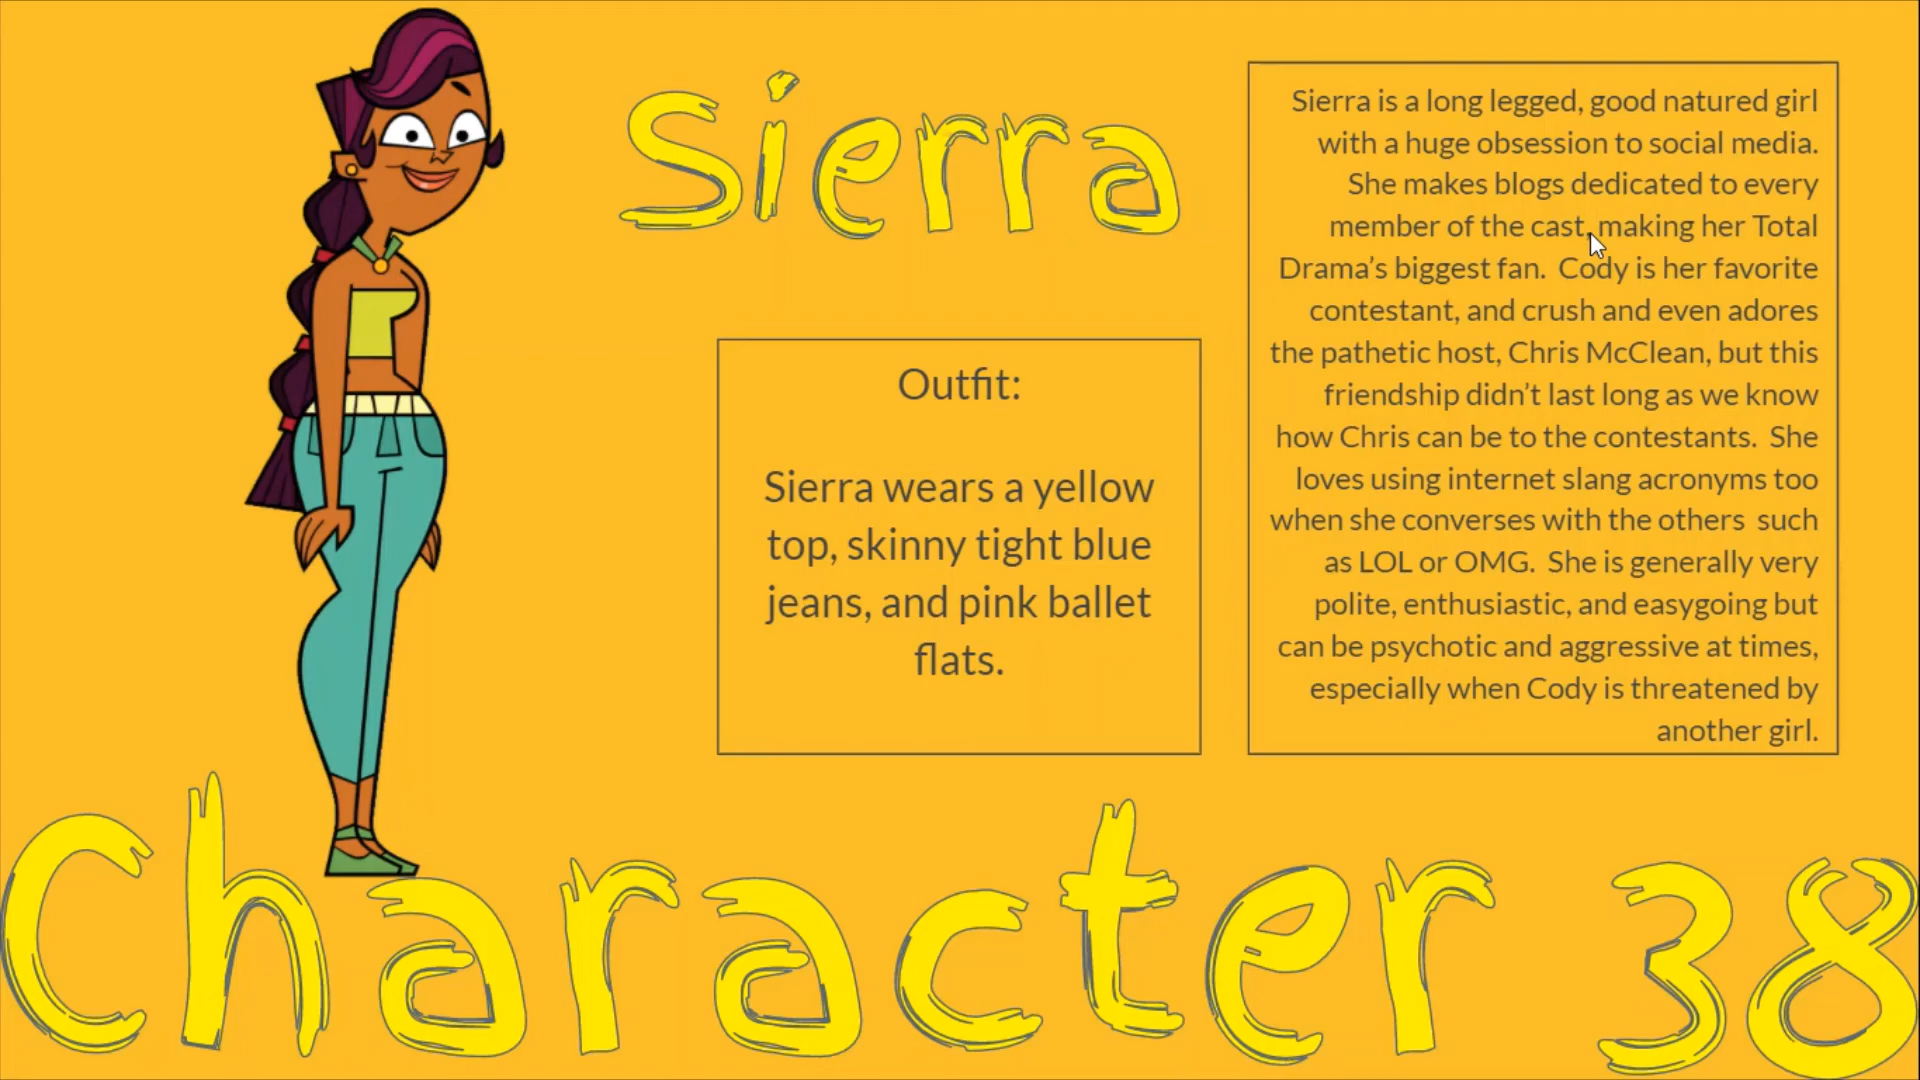 Sierra
Sierra is a long legged, good natured girl
with a huge obsession to social media.
She makes blogs dedicated to every
member of the cast, making her Total
Drama’s biggest fan.  Cody is her favorite
contestant, and crush and even adores
the pathetic host, Chris McClean, but this
friendship didn’t last long as we know
how Chris can be to the contestants.  She
loves using internet slang acronyms too
when she converses with the others  such
as LOL or OMG.  She is generally very
polite, enthusiastic, and easygoing but
can be psychotic and aggressive at times,
especially when Cody is threatened by
another girl.
Outfit:
Sierra wears a yellow
top, skinny tight blue
jeans, and pink ballet
flats.
Character 38